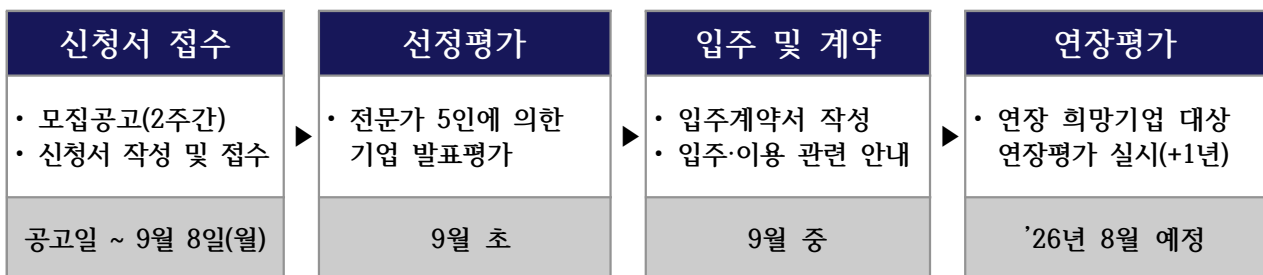 신청서 접수
• 모집공고(2주간)
• 신청서 작성 및 접수
공고일 ~ 9월 8일(월)
▶
선정평가
• 전문가 5인에 의한
기업 발표평가
9월 초
▶
입주 및 계약
• 입주계약서 작성
• 입주·이용 관련 안내
9월 중
▶
연장평가
• 연장 희망기업 대상
연장평가 실시(+1년)
’26년 8월 예정